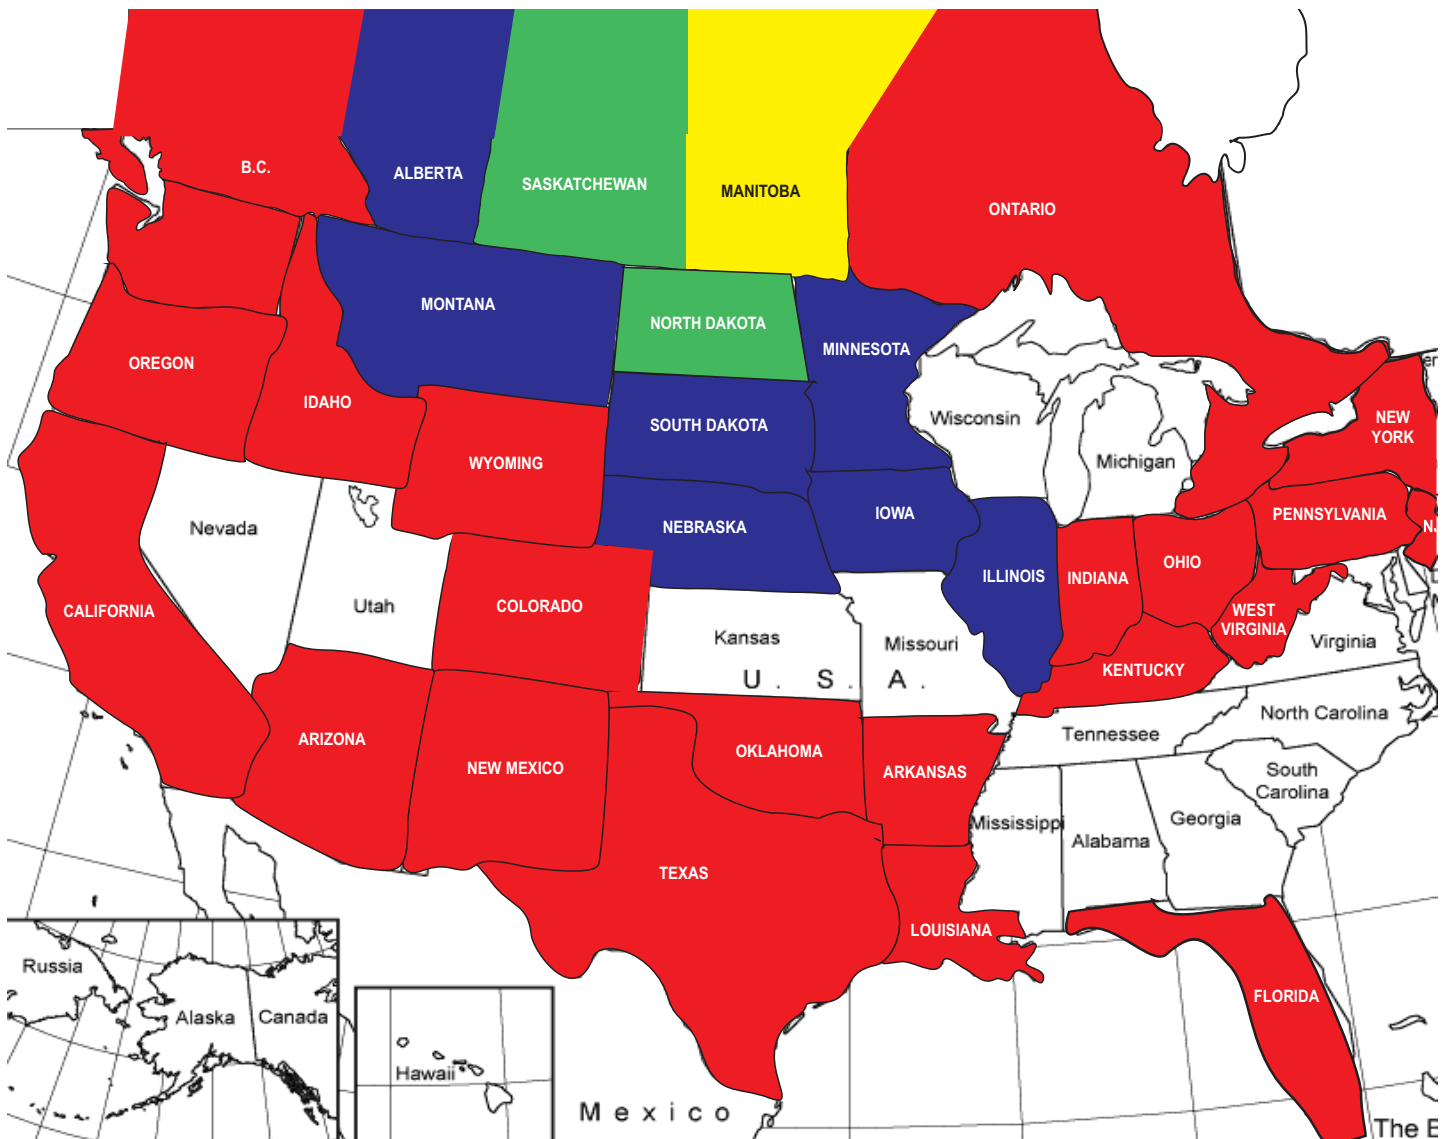 B.C.
ALBERTA
SASKATCHEWAN
MANITOBA
ONTARIO
MONTANA
NORTH DAKOTA
MINNESOTA
OREGON
IDAHO
SOUTH DAKOTA
Wisconsin
NEW
YORK
WYOMING
Michigan
Nevada
NEBRASKA
IOWA
PENNSYLVANIA
NJ
CALIFORNIA
Utah
COLORADO
ILLINOIS
INDIANA
OHIO
WEST
VIRGINIA
Kansas
Missouri
KENTUCKY
Virginia
U. S. A.
ARIZONA
NEW MEXICO
OKLAHOMA
ARKANSAS
Tennessee
North Carolina
South
Carolina
Mississippi
Alabama
Georgia
TEXAS
LOUISIANA
FLORIDA
Russia
Alaska
Canada
Hawaii
Mexico
The B